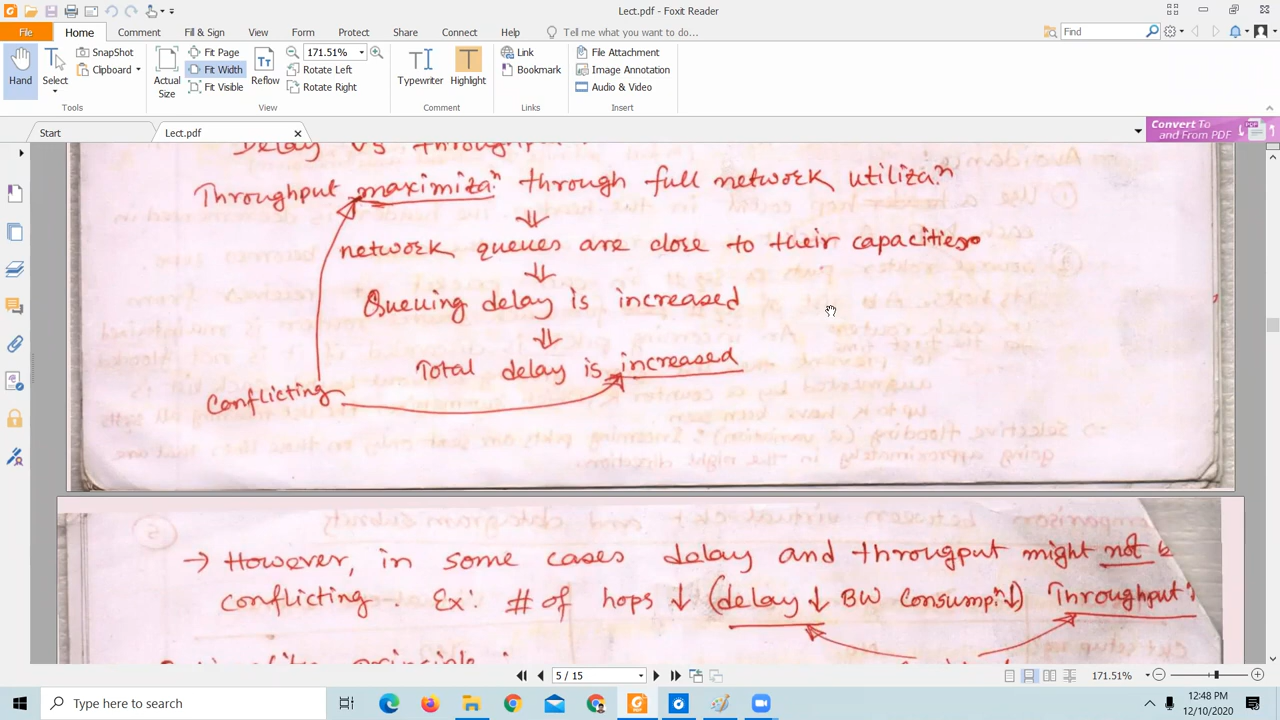 Lect.pdf - Foxit Reader
File Home Comment Fill & Sign View Form Protect Share Connect Help Tell me what you want to do... Find
Hand
Select
SnapShot
Clipboard
Tools
Actual Size
Fit Page
Fit Width
Fit Visible
Reflow
171.51%
Rotate Left
Rotate Right
View
Typewriter
Highlight
Comment
Link
Bookmark
Links
File Attachment
Image Annotation
Audio & Video
Insert
Start Lect.pdf
Convert To
and From PDF
Delay vs throughput
Throughput maximizaⁿ through full network utilizaⁿ
⇓
network queues are close to their capacities
⇓
Queuing delay is increased
⇓
Total delay is increased
Conflicting
→ However, in some cases delay and througput might not
conflicting. Ex: # of hops ↓ (delay ↓ BW Consumpⁿ ↓) Throughput
5 / 15
171.51%
Type here to search
12:48 PM
12/10/2020